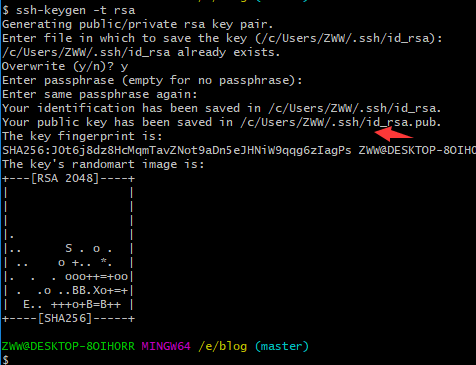 $ ssh-keygen -t rsa
Generating public/private rsa key pair.
Enter file in which to save the key (/c/Users/ZWW/.ssh/id_rsa):
/c/Users/ZWW/.ssh/id_rsa already exists.
Overwrite (y/n)? y
Enter passphrase (empty for no passphrase):
Enter same passphrase again:
Your identification has been saved in /c/Users/ZWW/.ssh/id_rsa.
Your public key has been saved in /c/Users/ZWW/.ssh/id_rsa.pub.
The key fingerprint is:
SHA256:JOt6j8dz8HcMqmTavZNot9aDn5eJHNiW9qqg6zIagPs ZWW@DESKTOP-8OIHO
The key's randomart image is:
+---[RSA 2048]----+
|                 |
|                 |
|                 |
|.                |
|..      S . o .  |
| ..    o +.. *.  |
|.  .  . ooo++=+oo|
| .  .o ..BB.Xo+=+|
|  E.. +++o+B=B++ |
+----[SHA256]-----+
ZWW@DESKTOP-8OIHORR MINGW64 /e/blog (master)
$